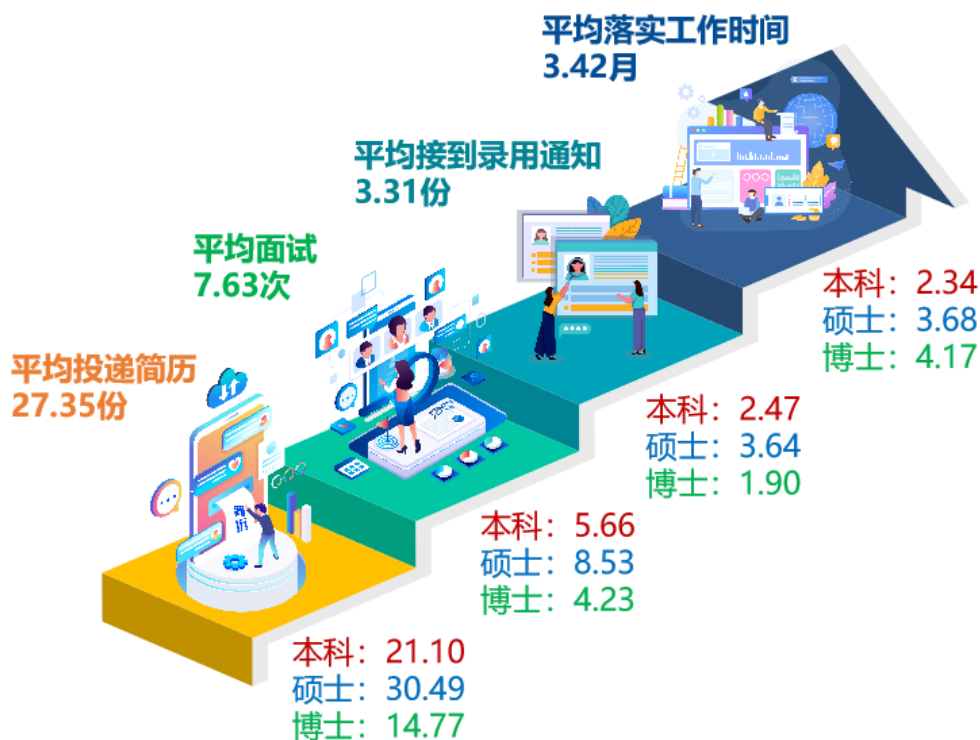 平均落实工作时间
3.42月
平均接到录用通知
3.31份
平均面试
7.63次
平均投递简历
27.35份
简历
本科：2.34
硕士：3.68
博士：4.17
本科：2.47
硕士：3.64
博士：1.90
本科：5.66
硕士：8.53
博士：4.23
本科：21.10
硕士：30.49
博士：14.77